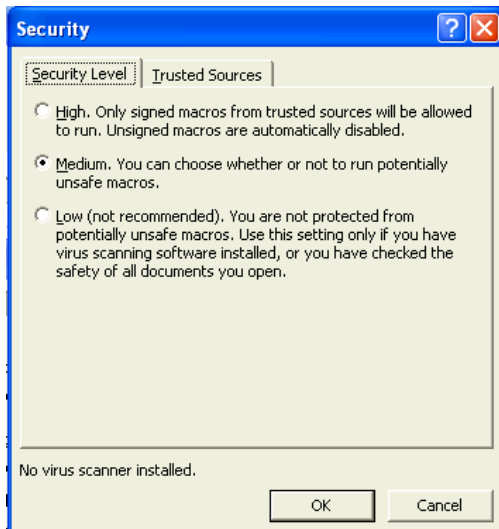 Security
Security Level
Trusted Sources
High. Only signed macros from trusted sources will be allowed
to run. Unsigned macros are automatically disabled.
Medium. You can choose whether or not to run potentially
unsafe macros.
Low (not recommended). You are not protected from
potentially unsafe macros. Use this setting only if you have
virus scanning software installed, or you have checked the
safety of all documents you open.
No virus scanner installed.
OK
Cancel